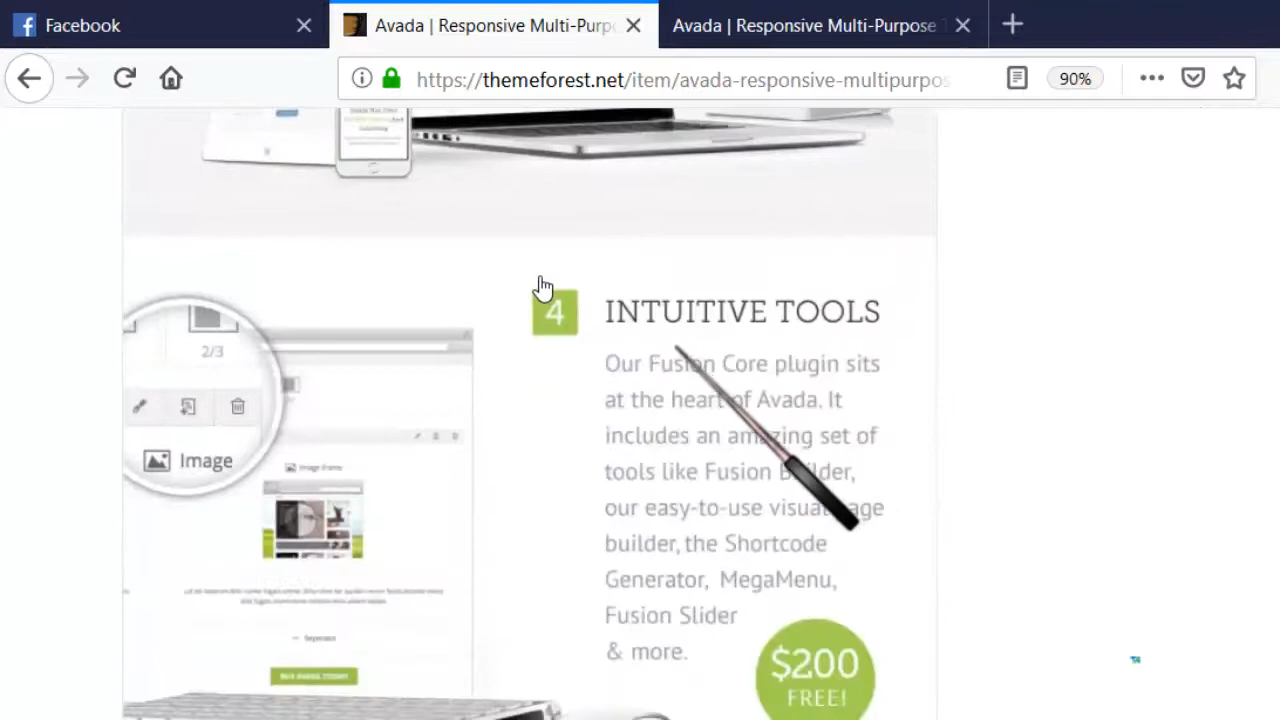 Facebook
Avada | Responsive Multi-Purp
Avada | Responsive Multi-Purpose
https://themeforest.net/item/avada-responsive-multipurpos
90%
2/3
Image
Image Frame
4
INTUITIVE TOOLS
Our Fusion Core plugin sits
at the heart of Avada. It
includes an amazing set of
tools like Fusion Builder,
our easy-to-use visual page
builder, the Shortcode
Generator, MegaMenu,
Fusion Slider
& more.
$200
FREE!